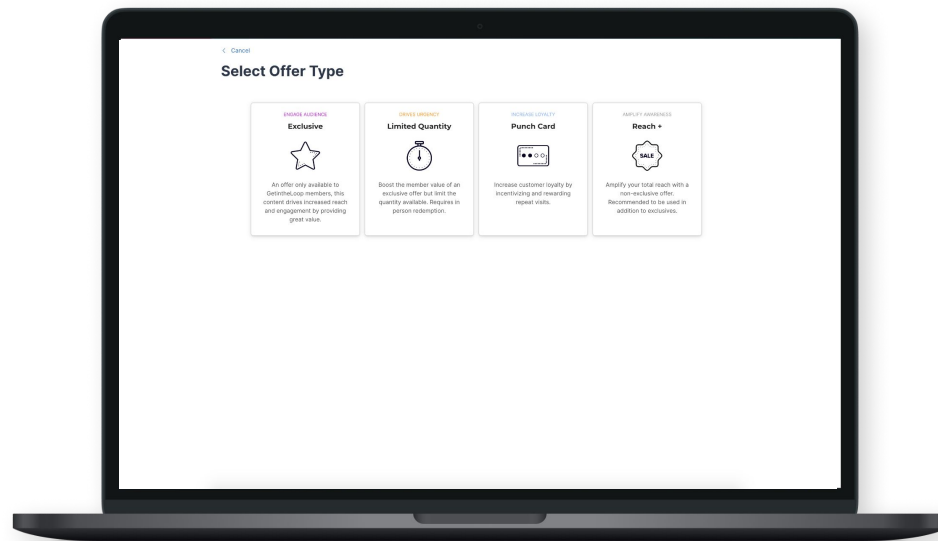 Cancel
Select Offer Type
ENGAGE AUDIENCE
Exclusive
An offer only available to
GetintheLoop members, this
content drives increased reach
and engagement by providing
great value.
DRIVES URGENCY
Limited Quantity
Boost the member value of an
exclusive offer but limit the
quantity available. Requires in
person redemption.
INCREASE LOYALTY
Punch Card
Increase customer loyalty by
incentivizing and rewarding
repeat visits.
AMPLIFY AWARENESS
Reach +
SALE
Amplify your total reach with a
non-exclusive offer.
Recommended to be used in
addition to exclusives.